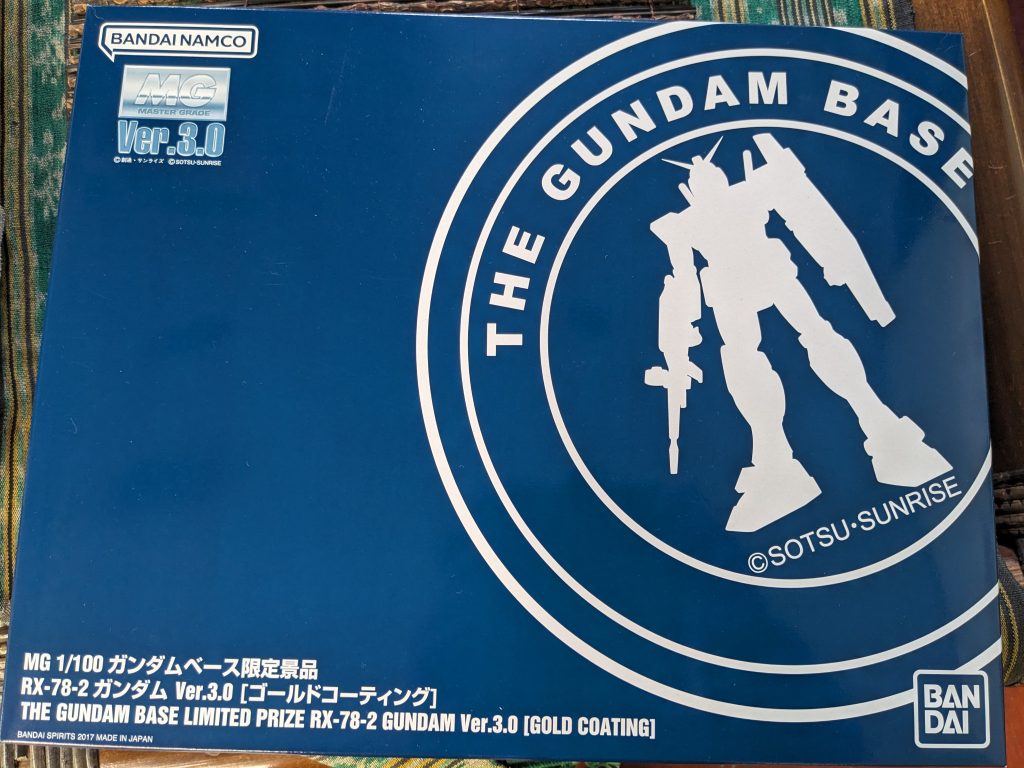 BANDAI NAMCO
MG
MASTER GRADE
Ver.3.0
©創通・サンライズ ©SOTSU・SUNRISE
THE GUNDAM BASE
©SOTSU・SUNRISE
MG 1/100 ガンダムベース限定景品
RX-78-2 ガンダム Ver.3.0 [ゴールドコーティング]
THE GUNDAM BASE LIMITED PRIZE RX-78-2 GUNDAM Ver.3.0 [GOLD COATING]
BANDAI SPIRITS 2017 MADE IN JAPAN
BAN
DAI